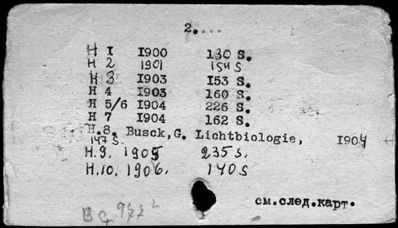 2....
H 1 1900 130 S.
H 2 1901 154 S
H 3 1903 153 S.
H 4 1903 160 S.
H 5/6 1904 226 S.
H 7 1904 162 S.
H.8. Busck,G. Lichtbiologie, 1904
147 S.
H.9. 1905 235 S.
H.10. 1906. 140 S
см.след.карт.